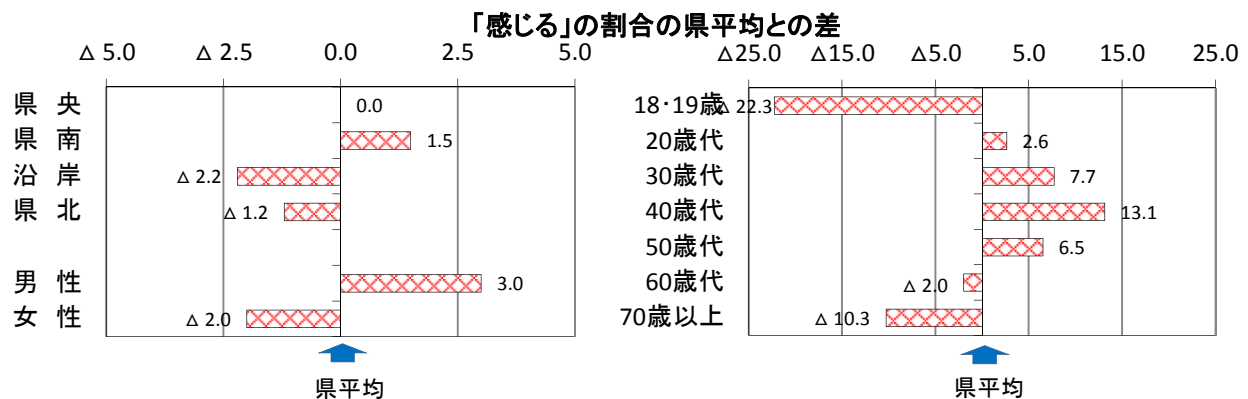 「感じる」の割合の県平均との差
△ 5.0 △ 2.5 0.0 2.5 5.0
県 央 0.0
県 南 1.5
沿 岸 △ 2.2
県 北 △ 1.2
男 性 3.0
女 性 △ 2.0
県平均
△25.0 △15.0 △5.0 5.0 15.0 25.0
18・19歳 △ 22.3
20歳代 2.6
30歳代 7.7
40歳代 13.1
50歳代 6.5
60歳代 △ 2.0
70歳以上 △ 10.3
県平均